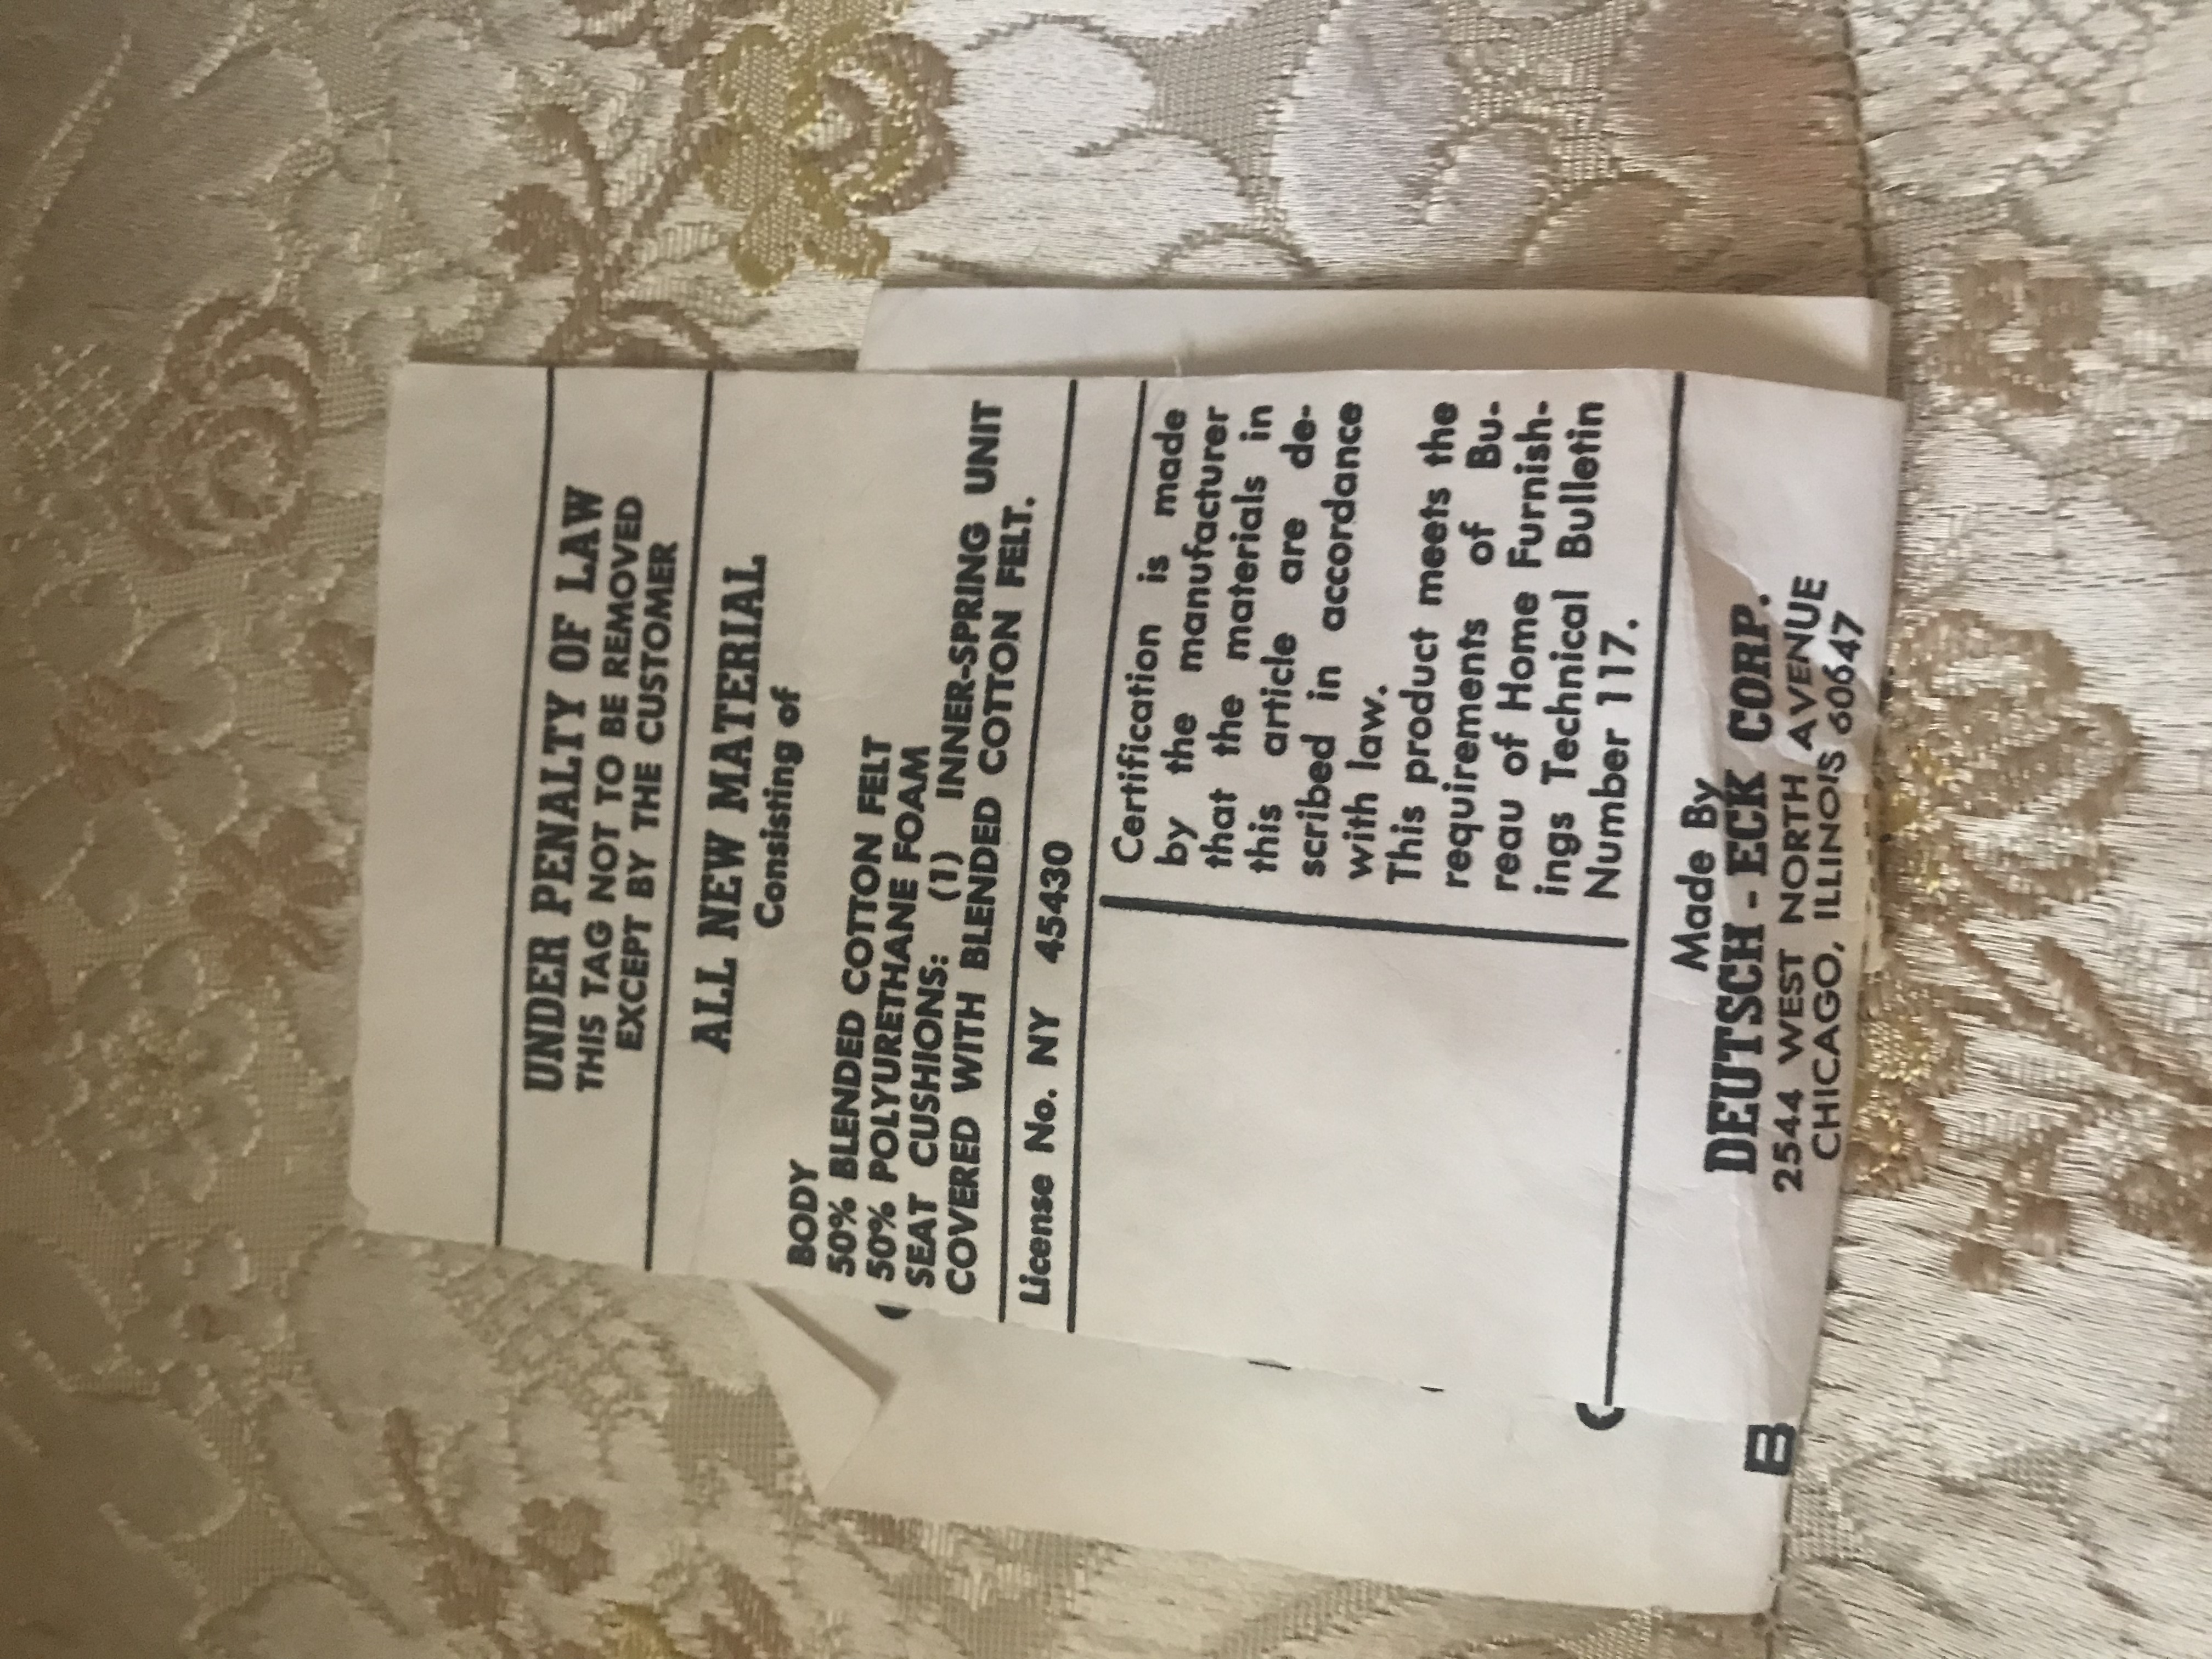 UNDER PENALTY OF LAW
THIS TAG NOT TO BE REMOVED
EXCEPT BY THE CUSTOMER
ALL NEW MATERIAL
Consisting of
BODY
50% BLENDED COTTON FELT
50% POLYURETHANE FOAM
SEAT CUSHIONS: (1) INNER-SPRING UNIT
COVERED WITH BLENDED COTTON FELT.
License No. NY 45430
Certification is made
by the manufacturer
that the materials in
this article are de-
scribed in accordance
with law.
This product meets the
requirements of Bu-
reau of Home Furnish-
ings Technical Bulletin
Number 117.
Made By
DEUTSCH - ECK CORP.
2544 WEST NORTH AVENUE
CHICAGO, ILLINOIS 60647